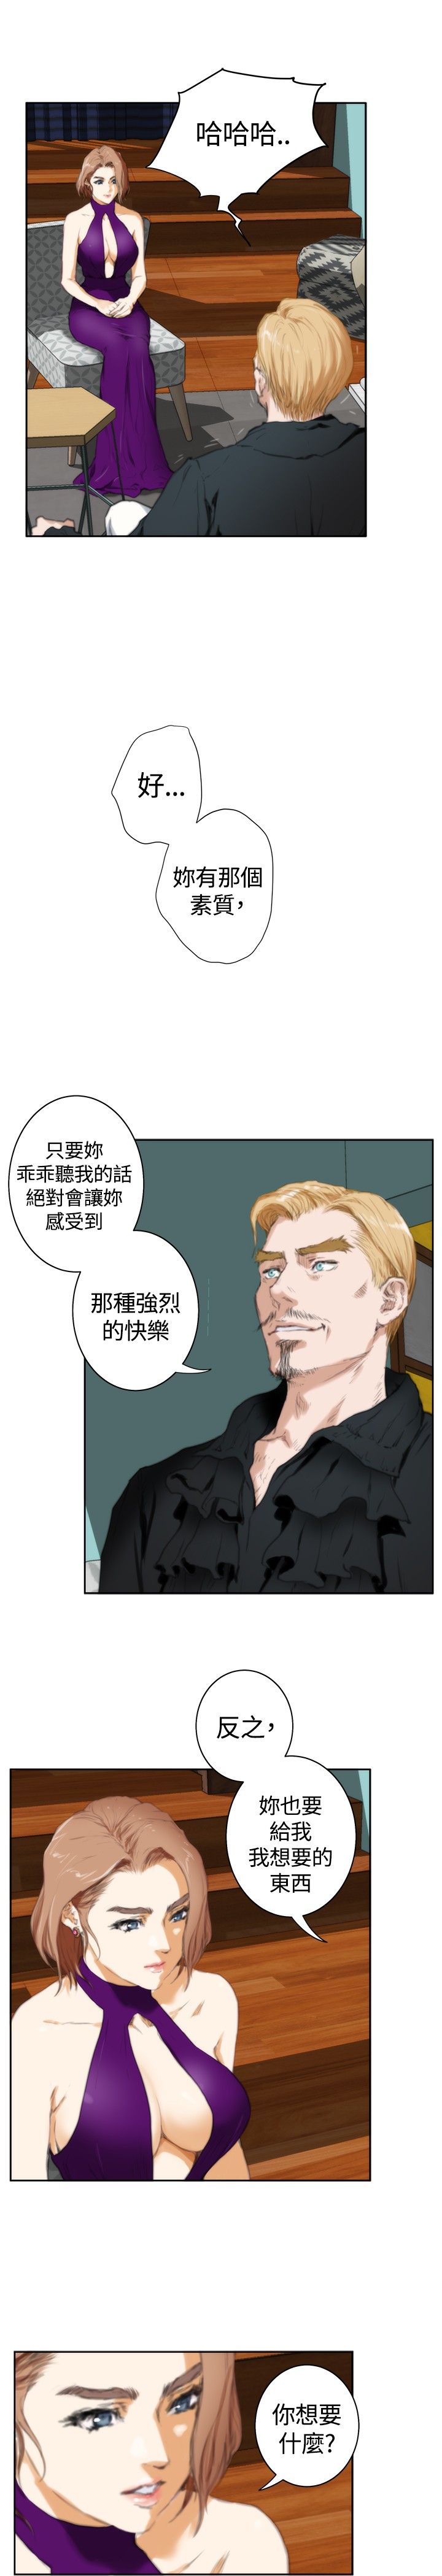 哈哈哈..
好...
妳有那個
素質，
只要妳
乖乖聽我的話
絕對會讓妳
感受到
那種強烈
的快樂
反之，
妳也要
給我
我想要的
東西
你想要
什麼?